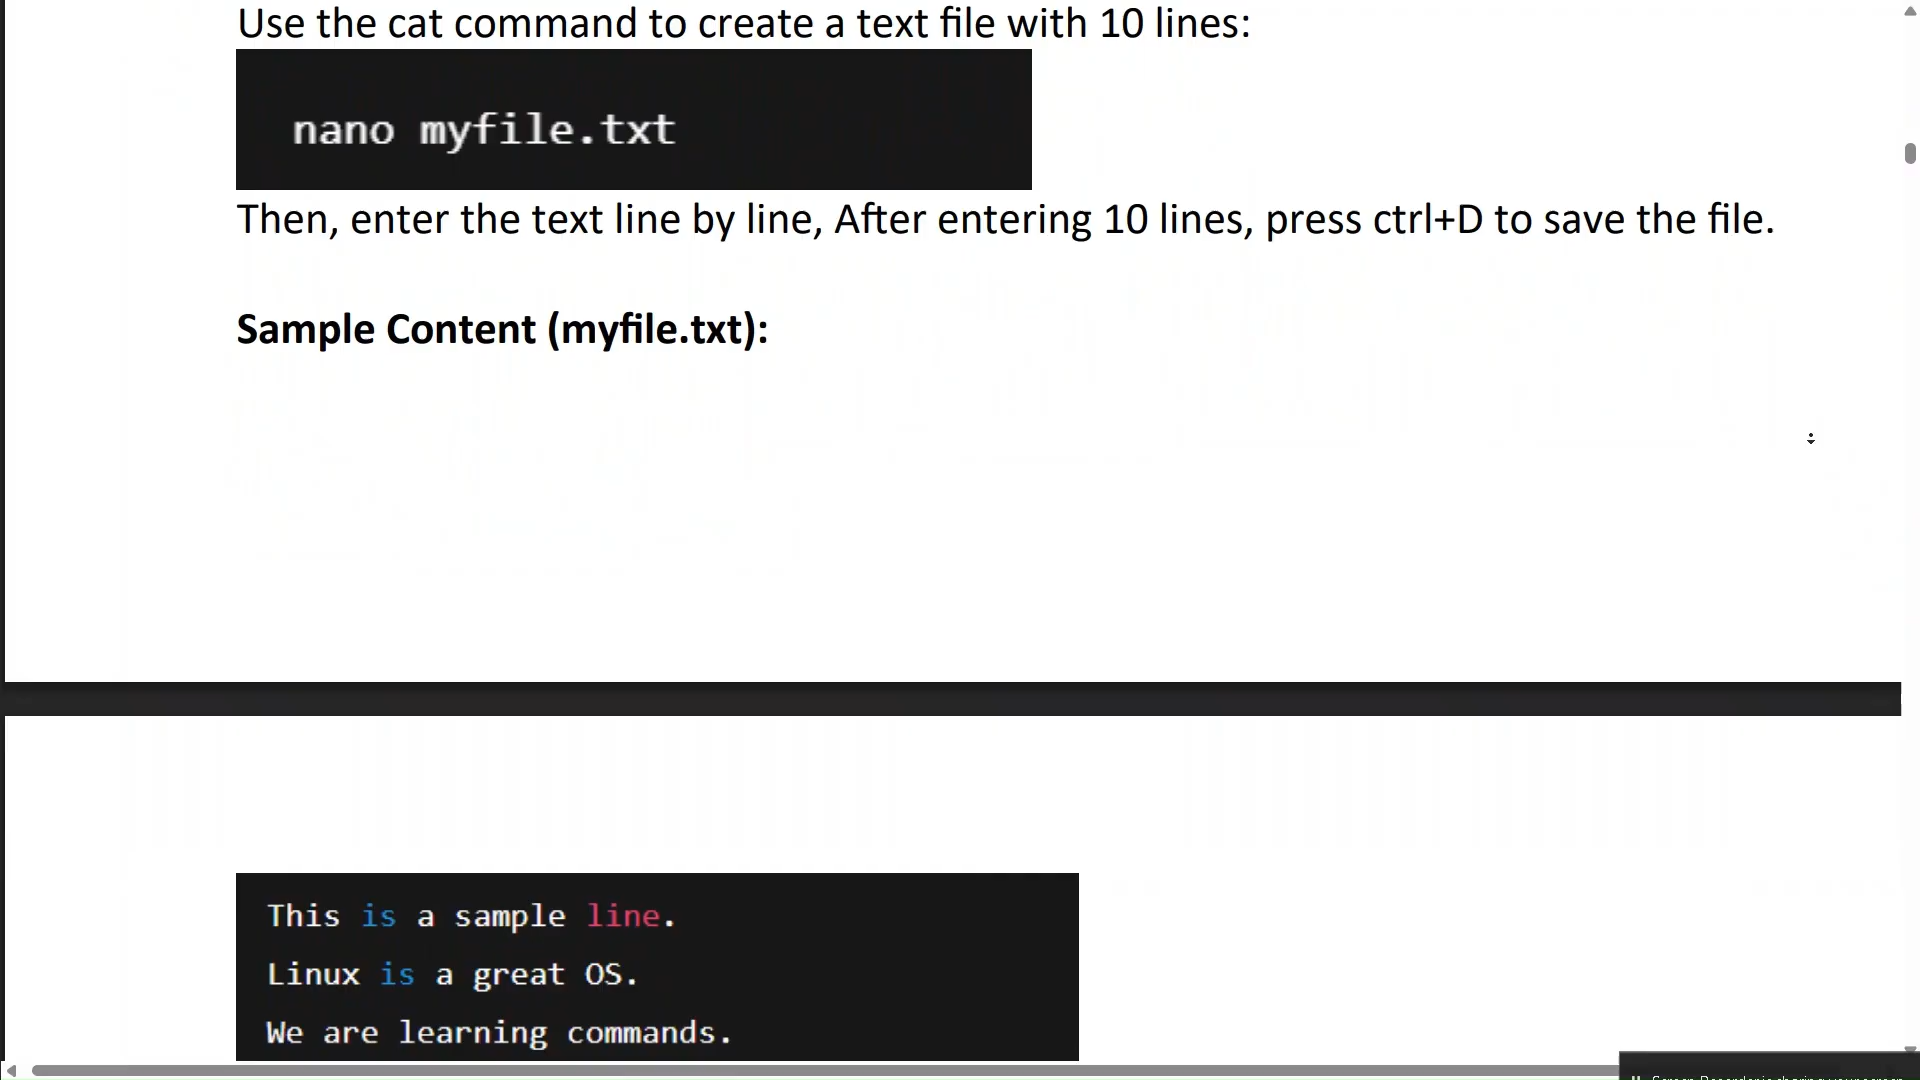 Use the cat command to create a text file with 10 lines:
nano myfile.txt
Then, enter the text line by line, After entering 10 lines, press ctrl+D to save the file.
Sample Content (myfile.txt):
This is a sample line.
Linux is a great OS.
We are learning commands.